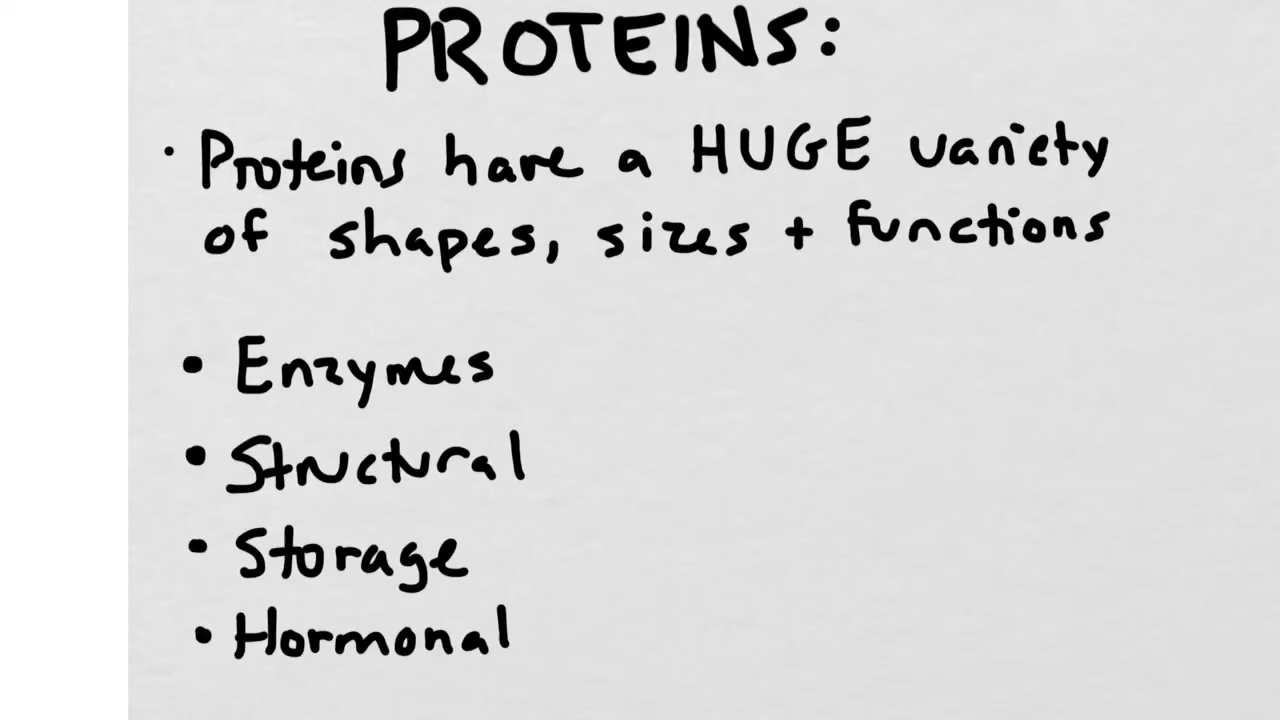 PROTEINS:
· Proteins have a HUGE variety
of shapes, sizes + functions
• Enzymes
• Structural
• Storage
• Hormonal